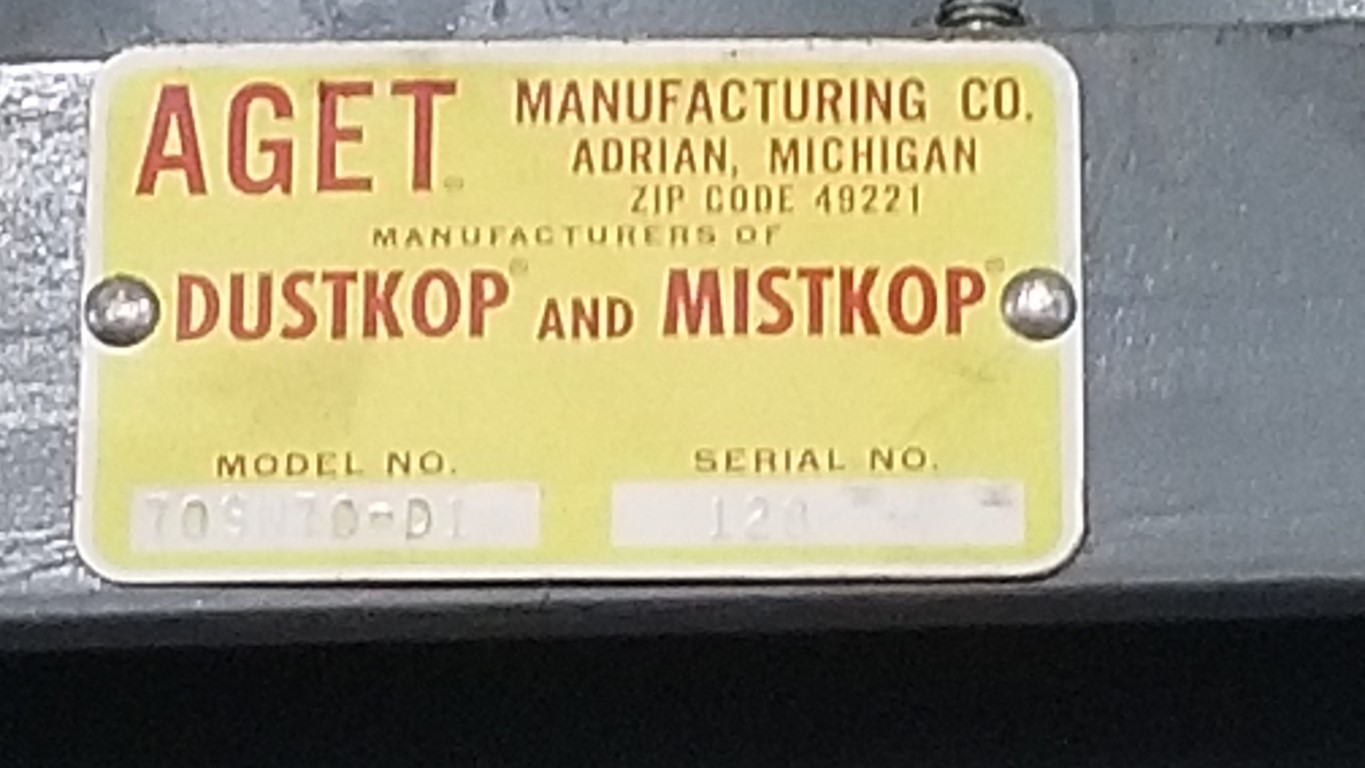 AGET® MANUFACTURING CO.
ADRIAN, MICHIGAN
ZIP CODE 49221
MANUFACTURERS OF
DUSTKOP® AND MISTKOP®
MODEL NO. SERIAL NO.